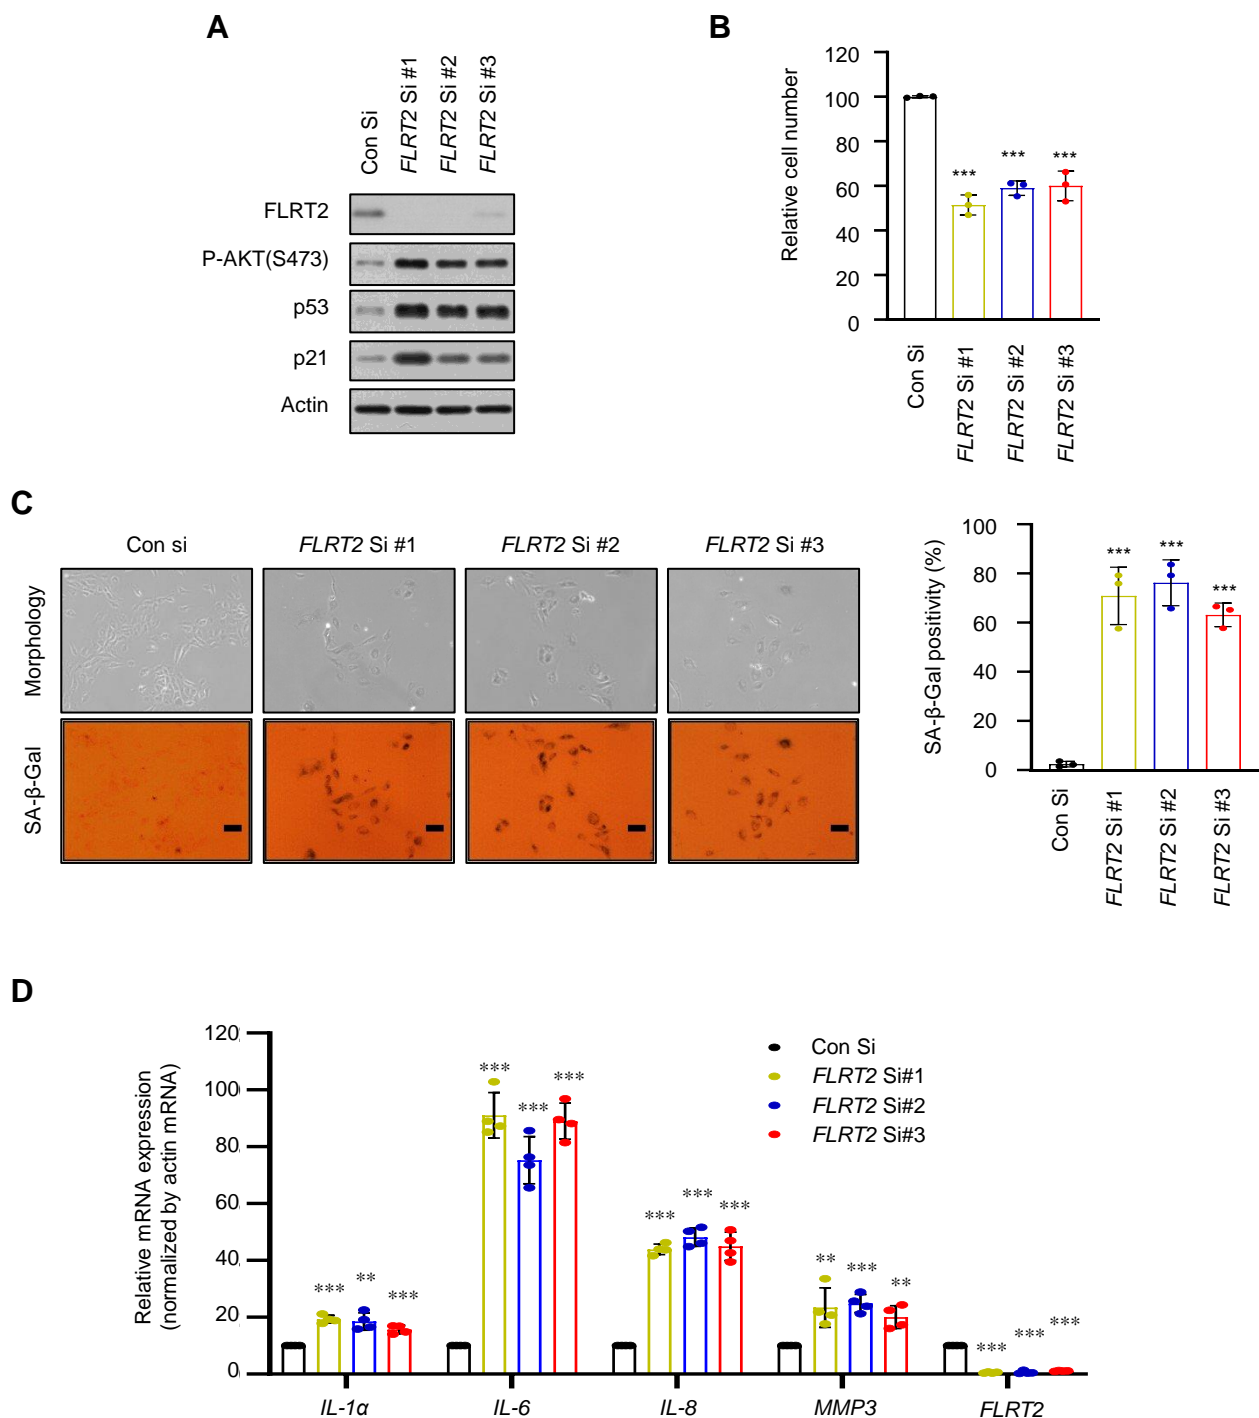 A
Con Si
FLRT2 Si #1
FLRT2 Si #2
FLRT2 Si #3
FLRT2
P-AKT(S473)
p53
p21
Actin
B
Relative cell number
120
100
80
60
40
20
0
***
***
***
Con Si
FLRT2 Si #1
FLRT2 Si #2
FLRT2 Si #3
C
Con si
FLRT2 Si #1
FLRT2 Si #2
FLRT2 Si #3
Morphology
SA-β-Gal
SA-β-Gal positivity (%)
100
80
60
40
20
0
***
***
***
Con Si
FLRT2 Si #1
FLRT2 Si #2
FLRT2 Si #3
D
Relative mRNA expression
(normalized by actin mRNA)
120
100
80
60
40
20
0
Con Si
FLRT2 Si#1
FLRT2 Si#2
FLRT2 Si#3
***
**
***
***
***
***
***
***
***
**
***
**
***
***
***
IL-1α
IL-6
IL-8
MMP3
FLRT2